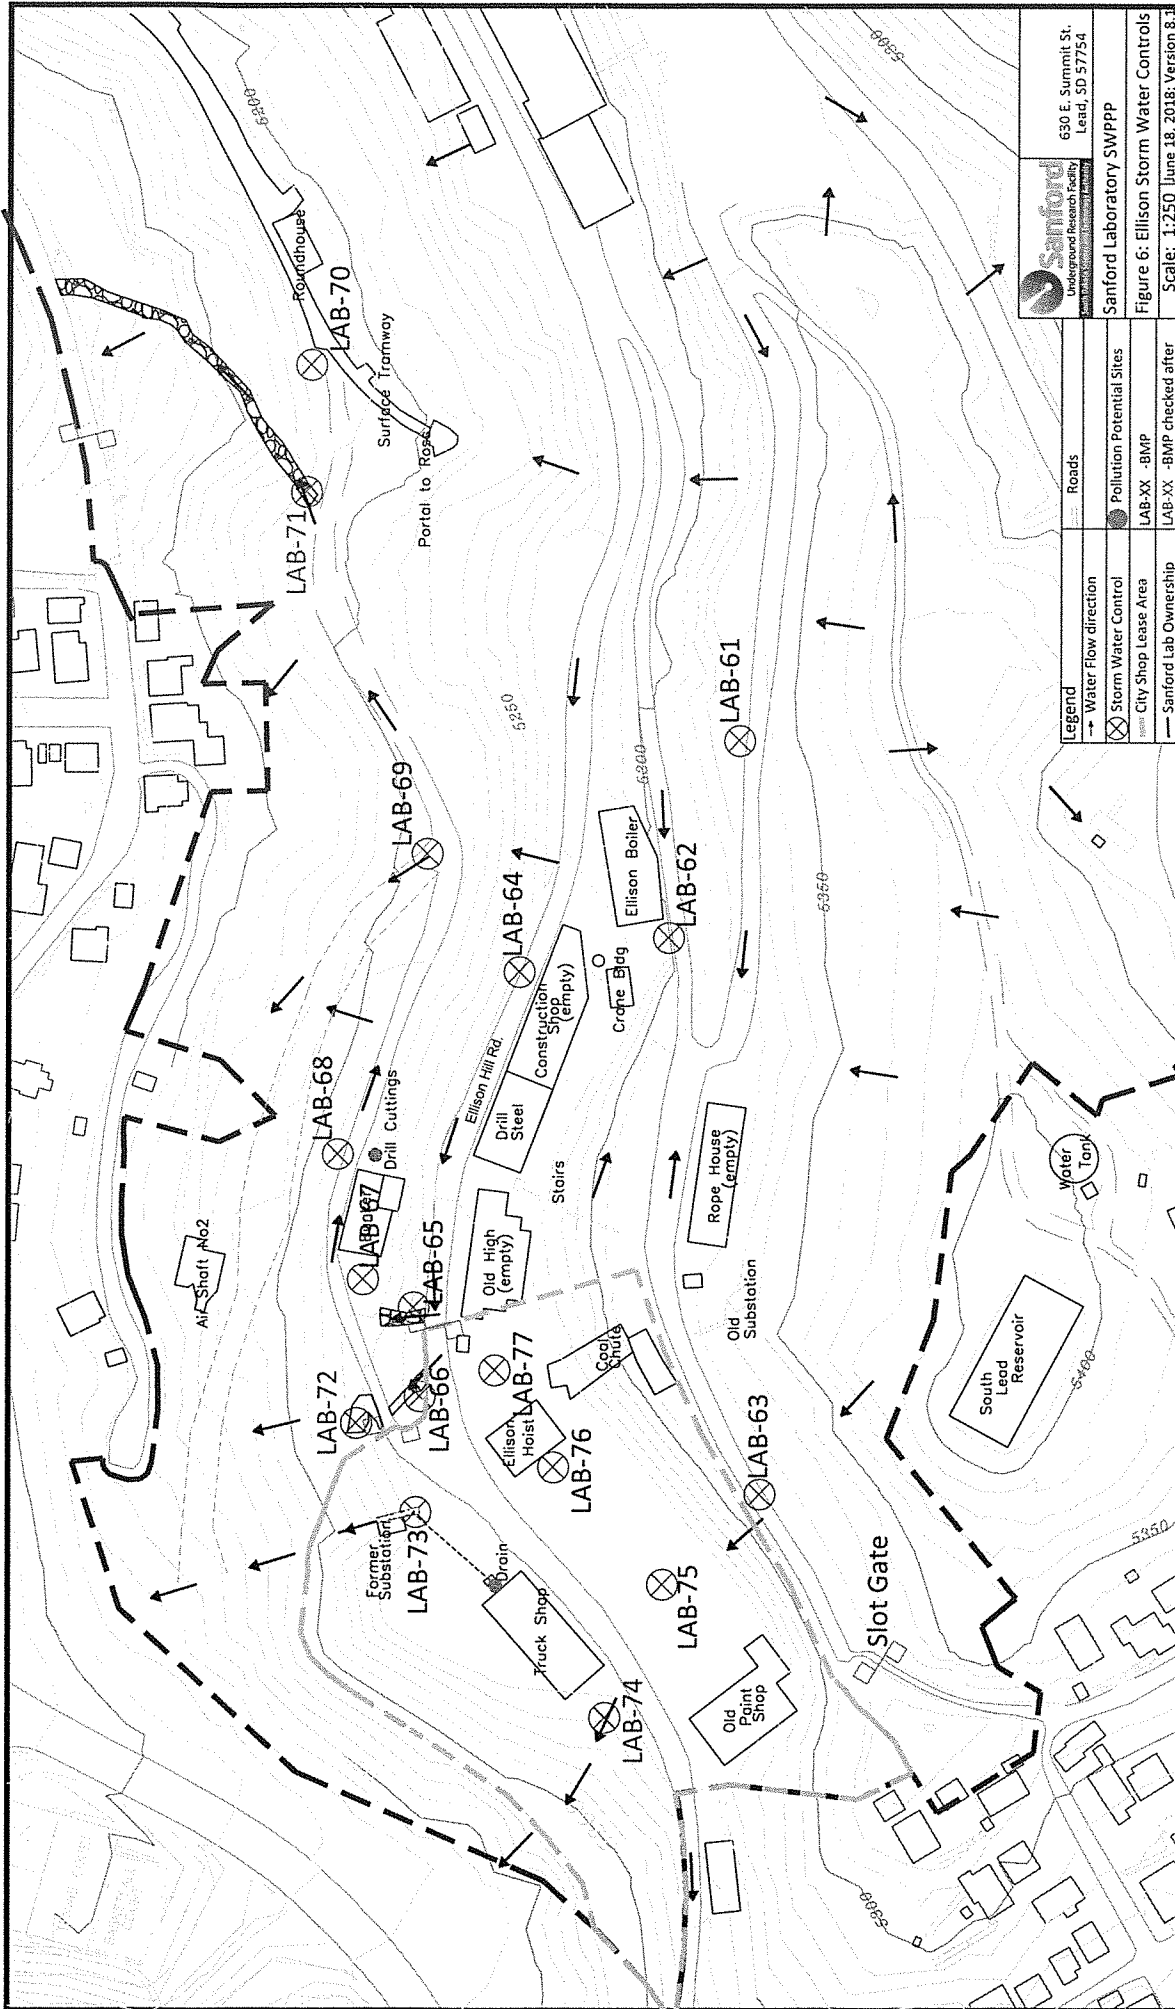 5200
5300
Roundhouse
LAB-70
Surface Tramway
Portal to Ross
LAB-71
LAB-69
5250
LAB-64
LAB-61
5300
Ellison Boiler
LAB-62
Crane Bldg
Construction
Shop
(empty)
Drill
Steel
Ellison Hill Rd.
LAB-68
Drill Cuttings
LAB-67
LAB-65
Air Shaft No2
Old High
(empty)
Stairs
Rope House
(empty)
5350
Old
Substation
Coal
Chute
LAB-77
LAB-66
LAB-72
Ellison
Hoist
LAB-76
LAB-63
Former
Substation
LAB-73
Drain
Truck Shop
LAB-75
LAB-74
Old
Paint
Shop
Slot Gate
South
Lead
Reservoir
Water
Tank
5400
5350
5300
Legend
Water Flow direction
Storm Water Control
City Shop Lease Area
Sanford Lab Ownership
Roads
Pollution Potential Sites
LAB-XX -BMP
LAB-XX -BMP checked after
Sanford
Underground Research Facility
630 E. Summit St.
Lead, SD 57754
Sanford Laboratory SWPPP
Figure 6: Ellison Storm Water Controls
Scale: 1:250
June 18, 2018; Version 8.1